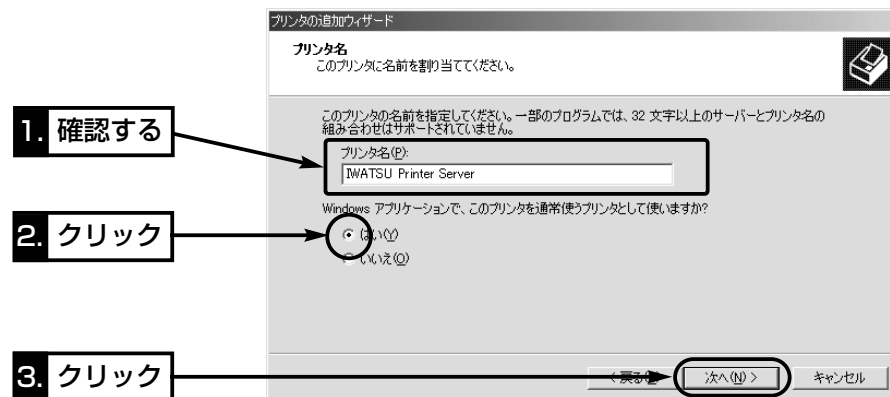 プリンタの追加ウィザード
プリンタ名
このプリンタに名前を割り当ててください。
このプリンタの名前を指定してください。一部のプログラムでは、32 文字以上のサーバーとプリンタ名の
組み合わせはサポートされていません。
1. 確認する
プリンタ名(P):
IWATSU Printer Server
Windows アプリケーションで、このプリンタを通常使うプリンタとして使いますか?
2. クリック
はい(Y)
いいえ(O)
3. クリック
< 戻る
次へ(N) >
キャンセル